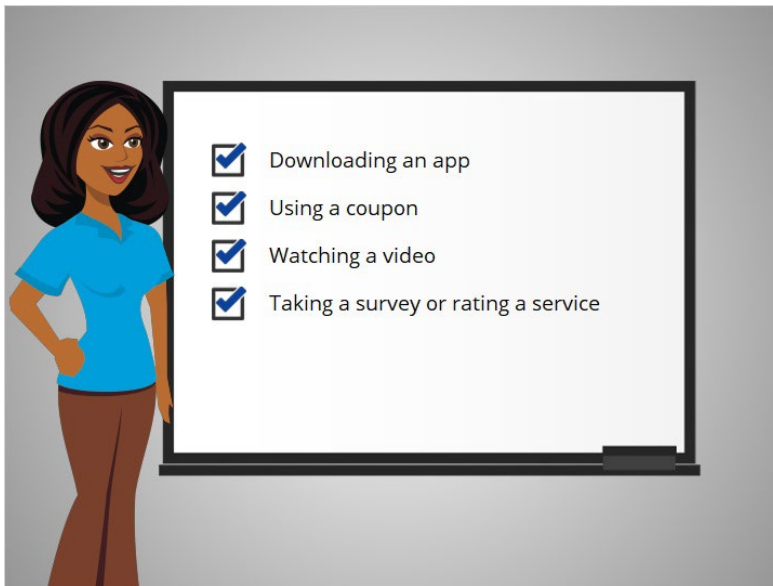 Downloading an app
Using a coupon
Watching a video
Taking a survey or rating a service